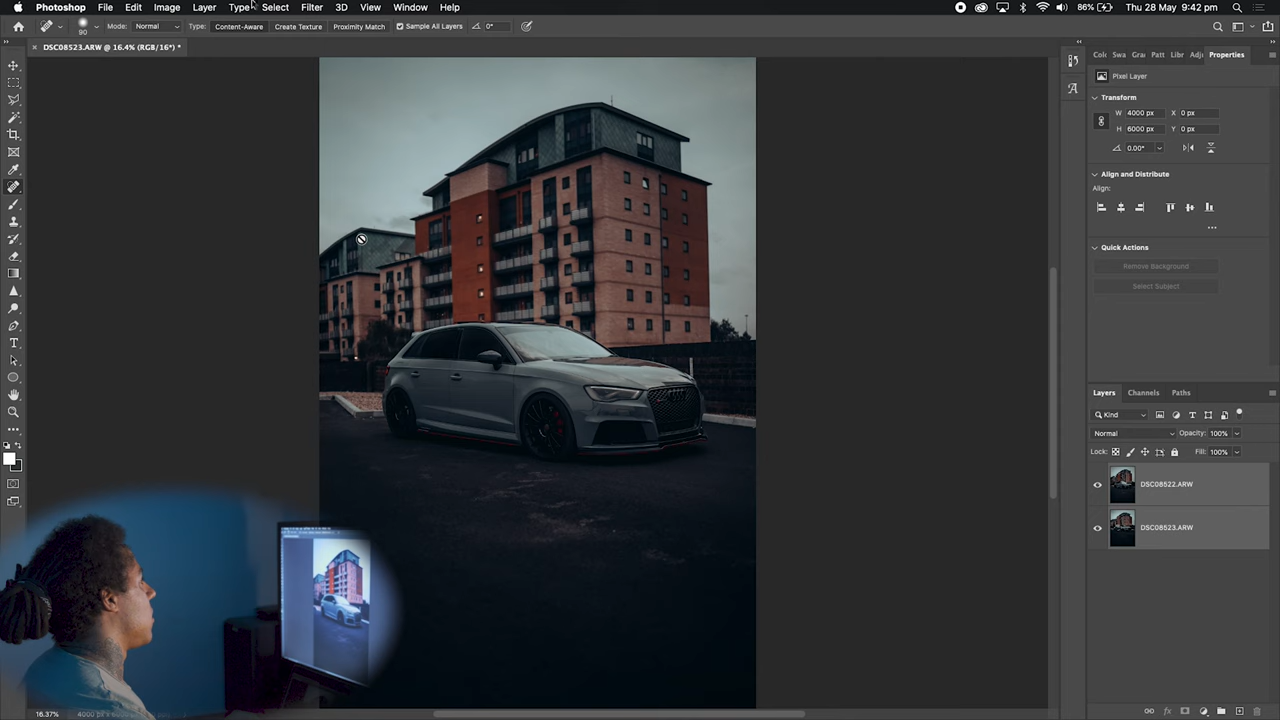 Photoshop File Edit Image Layer Type Select Filter 3D View Window Help 86% Thu 28 May 9:42 pm
90 Mode: Normal Type: Content-Aware Create Texture Proximity Match Sample All Layers 0°
DSC08523.ARW @ 16.4% (RGB/16*) *
Col Swa Gra Patt Libr Adj Properties
Pixel Layer
Transform
W 4000 px X 0 px
H 6000 px Y 0 px
0.00°
Align and Distribute
Align:
Quick Actions
Remove Background
Select Subject
Layers Channels Paths
Kind
Normal Opacity: 100%
Lock: Fill: 100%
DSC08522.ARW
DSC08523.ARW
16.37%